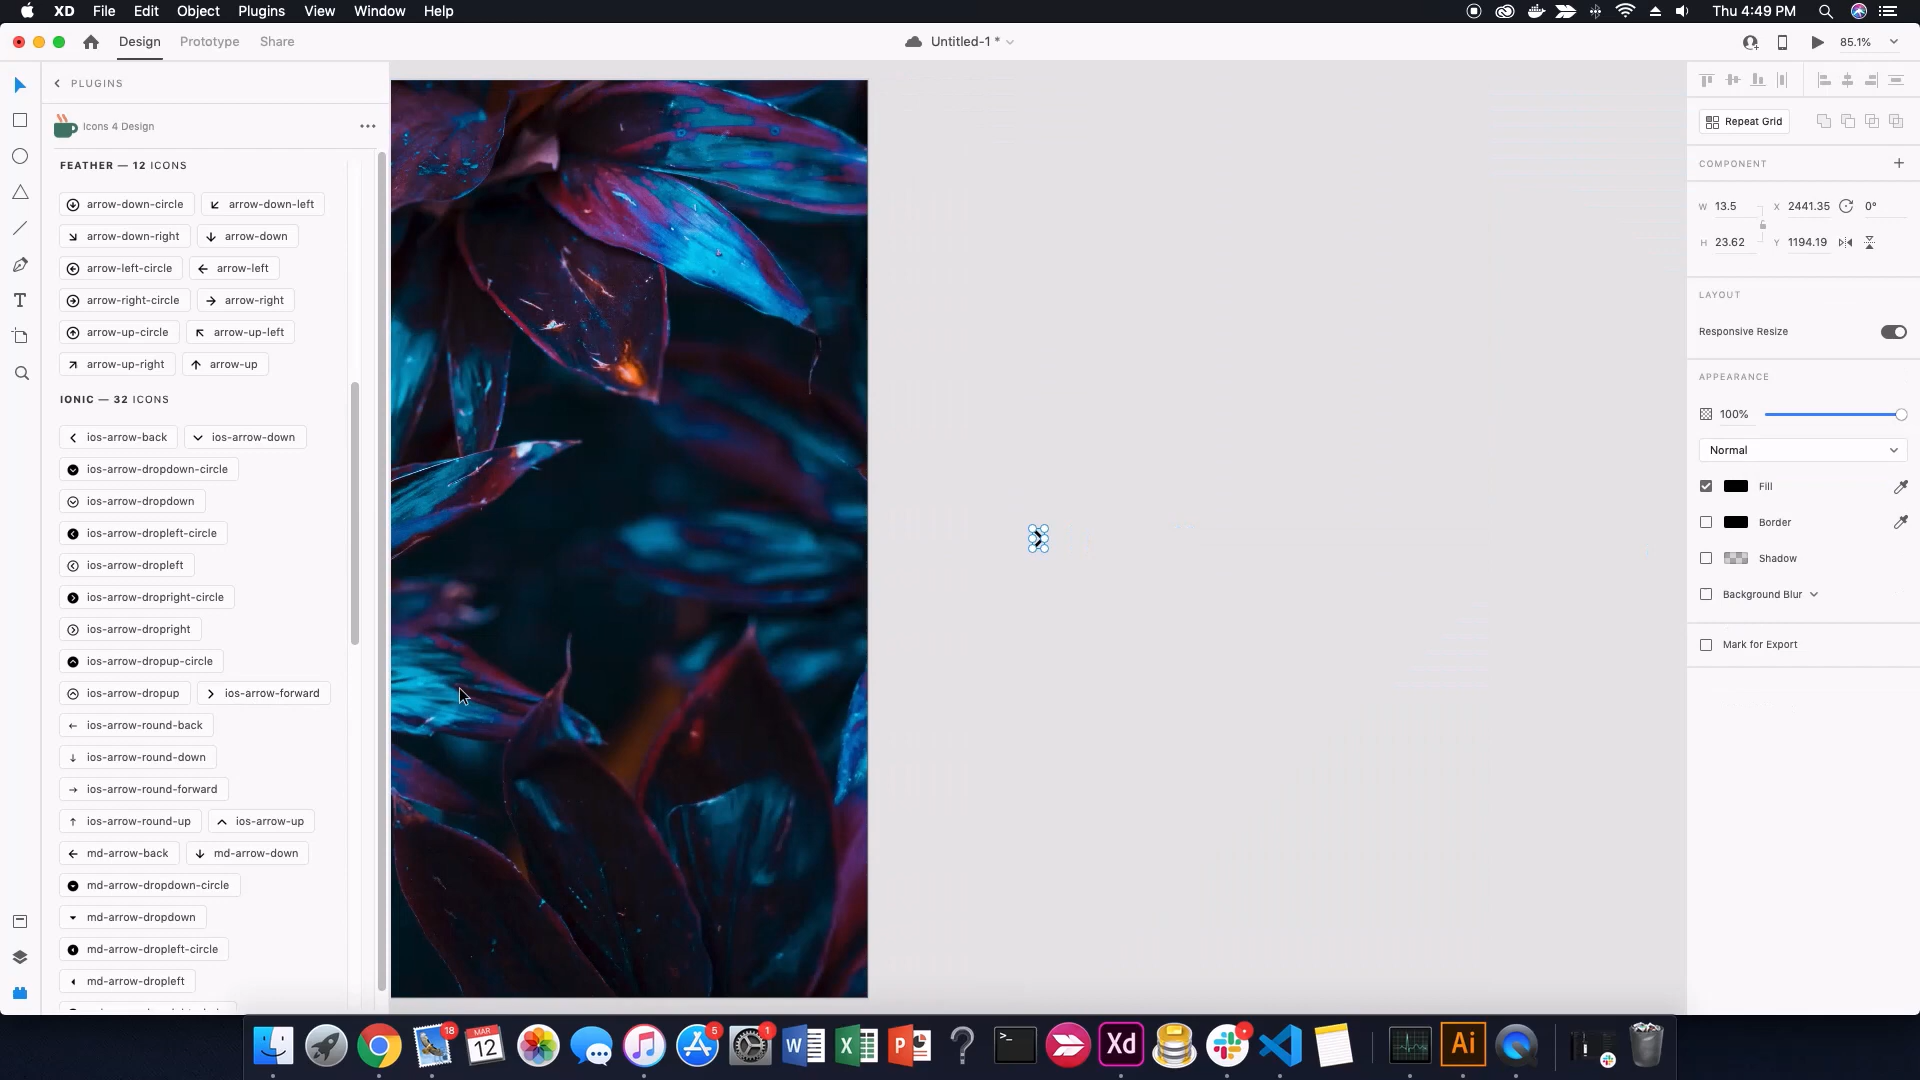 XD File Edit Object Plugins View Window Help
Thu 4:49 PM
Design Prototype Share
Untitled-1 *
85.1%
PLUGINS
Icons 4 Design
FEATHER — 12 ICONS
arrow-down-circle arrow-down-left
arrow-down-right arrow-down
arrow-left-circle arrow-left
arrow-right-circle arrow-right
arrow-up-circle arrow-up-left
arrow-up-right arrow-up
IONIC — 32 ICONS
ios-arrow-back ios-arrow-down
ios-arrow-dropdown-circle
ios-arrow-dropdown
ios-arrow-dropleft-circle
ios-arrow-dropleft
ios-arrow-dropright-circle
ios-arrow-dropright
ios-arrow-dropup-circle
ios-arrow-dropup ios-arrow-forward
ios-arrow-round-back
ios-arrow-round-down
ios-arrow-round-forward
ios-arrow-round-up ios-arrow-up
md-arrow-back md-arrow-down
md-arrow-dropdown-circle
md-arrow-dropdown
md-arrow-dropleft-circle
md-arrow-dropleft
Repeat Grid
COMPONENT
W 13.5 X 2441.35 0°
H 23.62 Y 1194.19
LAYOUT
Responsive Resize
APPEARANCE
100%
Normal
Fill
Border
Shadow
Background Blur
Mark for Export
18
MAR
12
5
1
W
X
P
?
>_
Xd
Ai